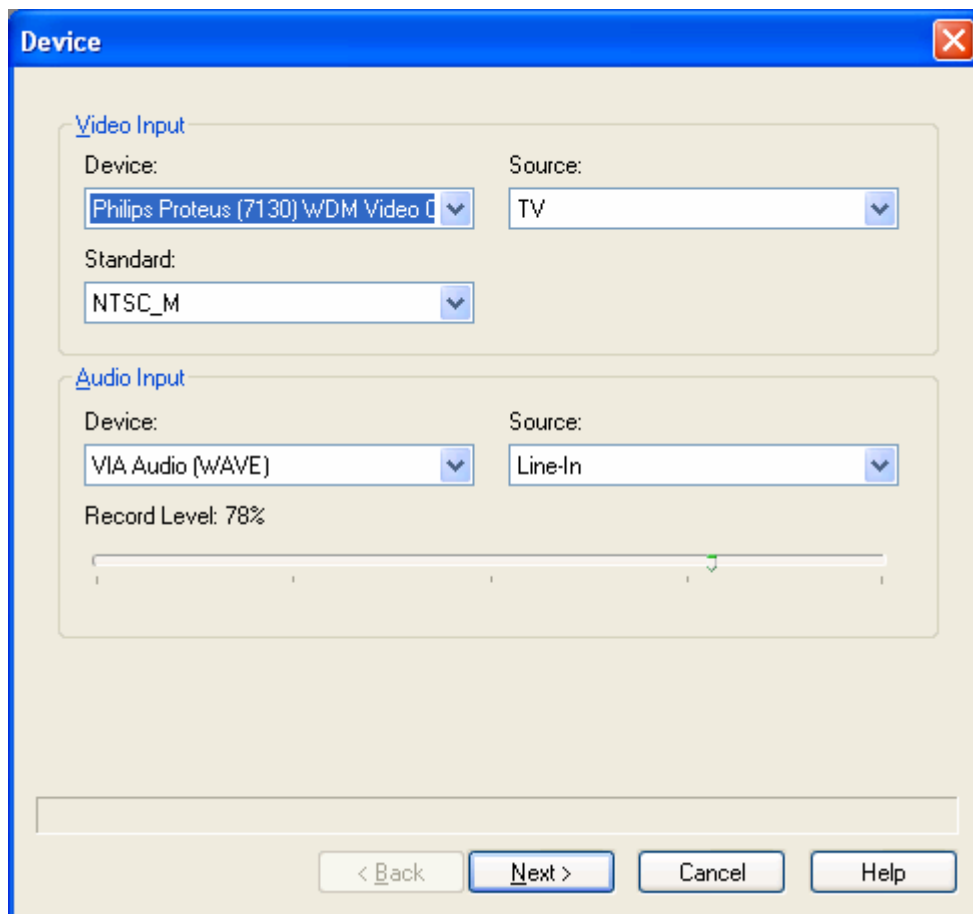 Device
Video Input
Device: Source:
Philips Proteus (7130) WDM Video TV
Standard:
NTSC_M
Audio Input
Device: Source:
VIA Audio (WAVE) Line-In
Record Level: 78%
< Back Next > Cancel Help